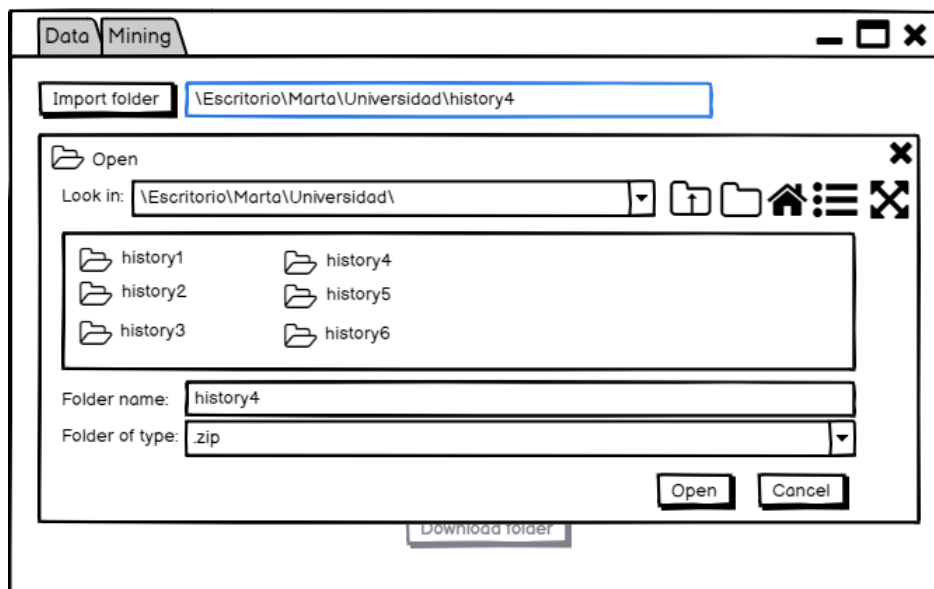 Data Mining
Import folder \Escritorio\Marta\Universidad\history4
Open
Look in: \Escritorio\Marta\Universidad\
history1 history4
history2 history5
history3 history6
Folder name: history4
Folder of type: .zip
Open Cancel
Download folder